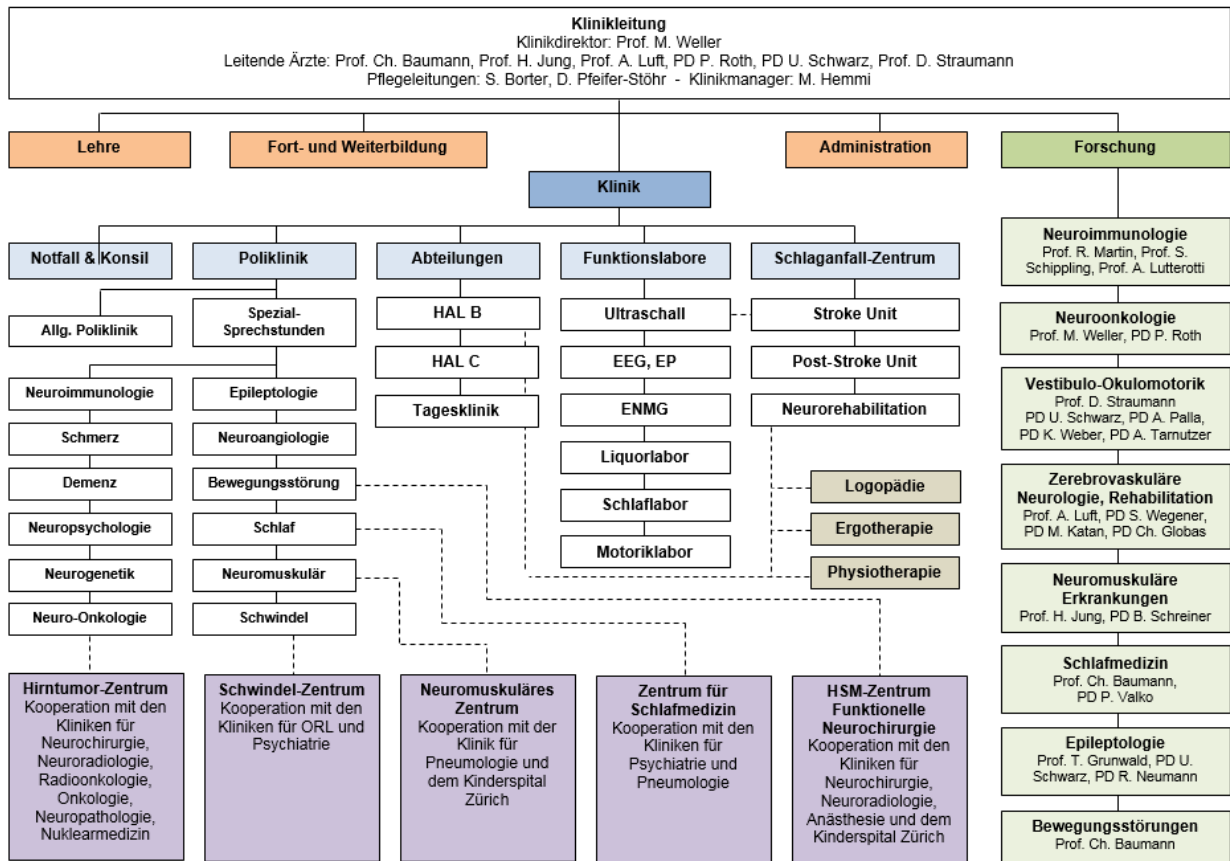 Klinikleitung
Klinikdirektor: Prof. M. Weller
Leitende Ärzte: Prof. Ch. Baumann, Prof. H. Jung, Prof. A. Luft, PD P. Roth, PD U. Schwarz, Prof. D. Straumann
Pflegeleitungen: S. Borter, D. Pfeifer-Stöhr - Klinikmanager: M. Hemmi
Lehre
Fort- und Weiterbildung
Administration
Forschung
Klinik
Notfall & Konsil
Poliklinik
Abteilungen
Funktionslabore
Schlaganfall-Zentrum
Allg. Poliklinik
Spezial-
Sprechstunden
HAL B
HAL C
Tagesklinik
Ultraschall
EEG, EP
ENMG
Liquorlabor
Schlaflabor
Motoriklabor
Stroke Unit
Post-Stroke Unit
Neurorehabilitation
Logopädie
Ergotherapie
Physiotherapie
Neuroimmunologie
Schmerz
Demenz
Neuropsychologie
Neurogenetik
Neuro-Onkologie
Epileptologie
Neuroangiologie
Bewegungsstörung
Schlaf
Neuromuskulär
Schwindel
Hirntumor-Zentrum
Kooperation mit den
Kliniken für
Neurochirurgie,
Neuroradiologie,
Radioonkologie,
Onkologie,
Neuropathologie,
Nuklearmedizin
Schwindel-Zentrum
Kooperation mit den
Kliniken für ORL und
Psychiatrie
Neuromuskuläres
Zentrum
Kooperation mit der
Klinik für
Pneumologie und
dem Kinderspital
Zürich
Zentrum für
Schlafmedizin
Kooperation mit den
Kliniken für
Psychiatrie und
Pneumologie
HSM-Zentrum
Funktionelle
Neurochirurgie
Kooperation mit den
Kliniken für
Neurochirurgie,
Neuroradiologie,
Anästhesie und dem
Kinderspital Zürich
Neuroimmunologie
Prof. R. Martin, Prof. S.
Schippling, Prof. A. Lutterotti
Neuroonkologie
Prof. M. Weller, PD P. Roth
Vestibulo-Okulomotorik
Prof. D. Straumann
PD U. Schwarz, PD A. Palla,
PD K. Weber, PD A. Tarnutzer
Zerebrovaskuläre
Neurologie, Rehabilitation
Prof. A. Luft, PD S. Wegener,
PD M. Katan, PD Ch. Globas
Neuromuskuläre
Erkrankungen
Prof. H. Jung, PD B. Schreiner
Schlafmedizin
Prof. Ch. Baumann,
PD P. Valko
Epileptologie
Prof. T. Grunwald, PD U.
Schwarz, PD R. Neumann
Bewegungsstörungen
Prof. Ch. Baumann